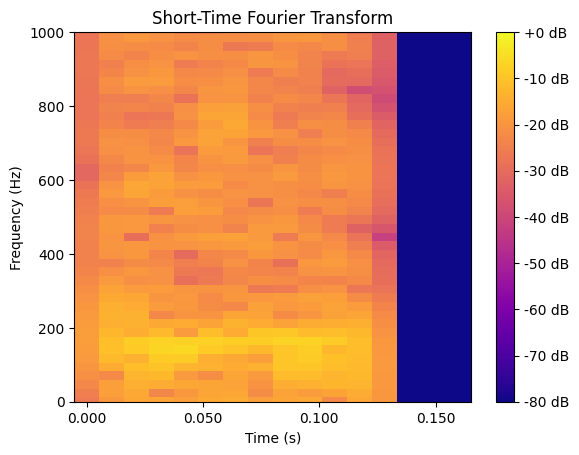 Short-Time Fourier Transform
Frequency (Hz)
1000
800
600
400
200
0
0.000 0.050 0.100 0.150
Time (s)
+0 dB
-10 dB
-20 dB
-30 dB
-40 dB
-50 dB
-60 dB
-70 dB
-80 dB